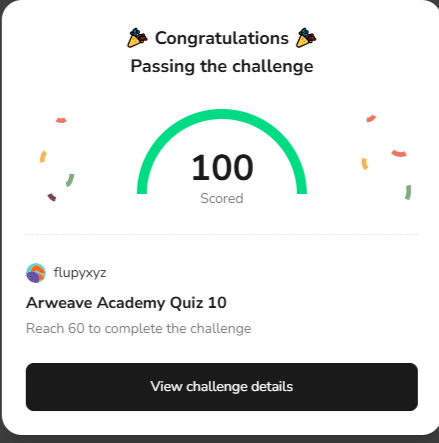 Congratulations
Passing the challenge
100
Scored
flupyxyz
Arweave Academy Quiz 10
Reach 60 to complete the challenge
View challenge details